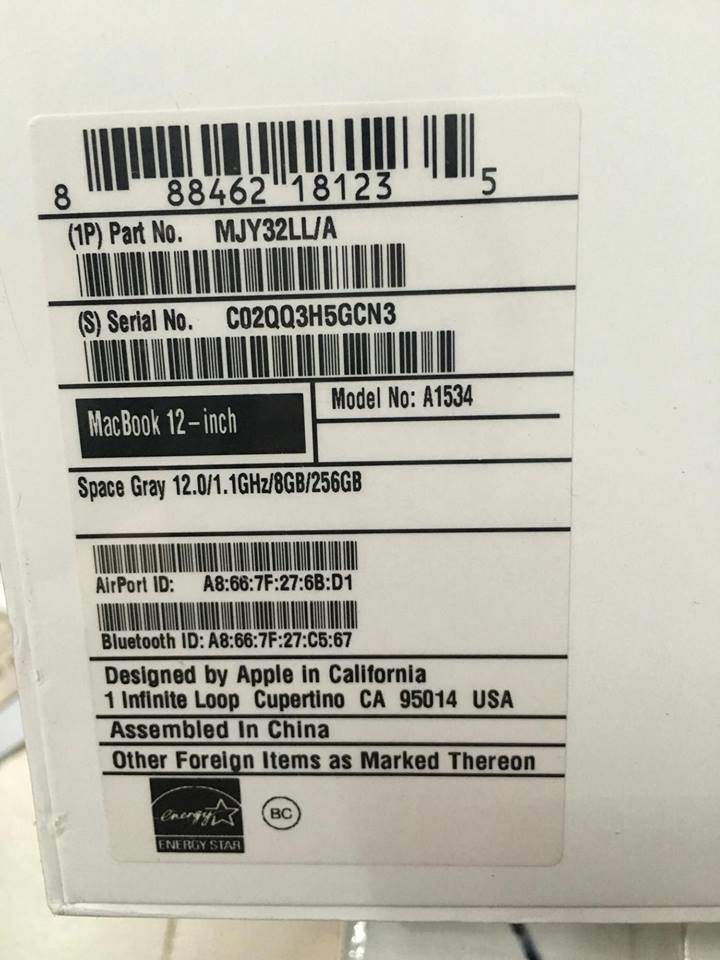 8 88462 18123 5
(1P) Part No. MJY32LL/A
(S) Serial No. C02QQ3H5GCN3
MacBook 12-inch
Model No: A1534
Space Gray 12.0/1.1GHz/8GB/256GB
AirPort ID: A8:66:7F:27:6B:D1
Bluetooth ID: A8:66:7F:27:C5:67
Designed by Apple in California
1 Infinite Loop Cupertino CA 95014 USA
Assembled In China
Other Foreign Items as Marked Thereon
energy
BC
ENERGY STAR